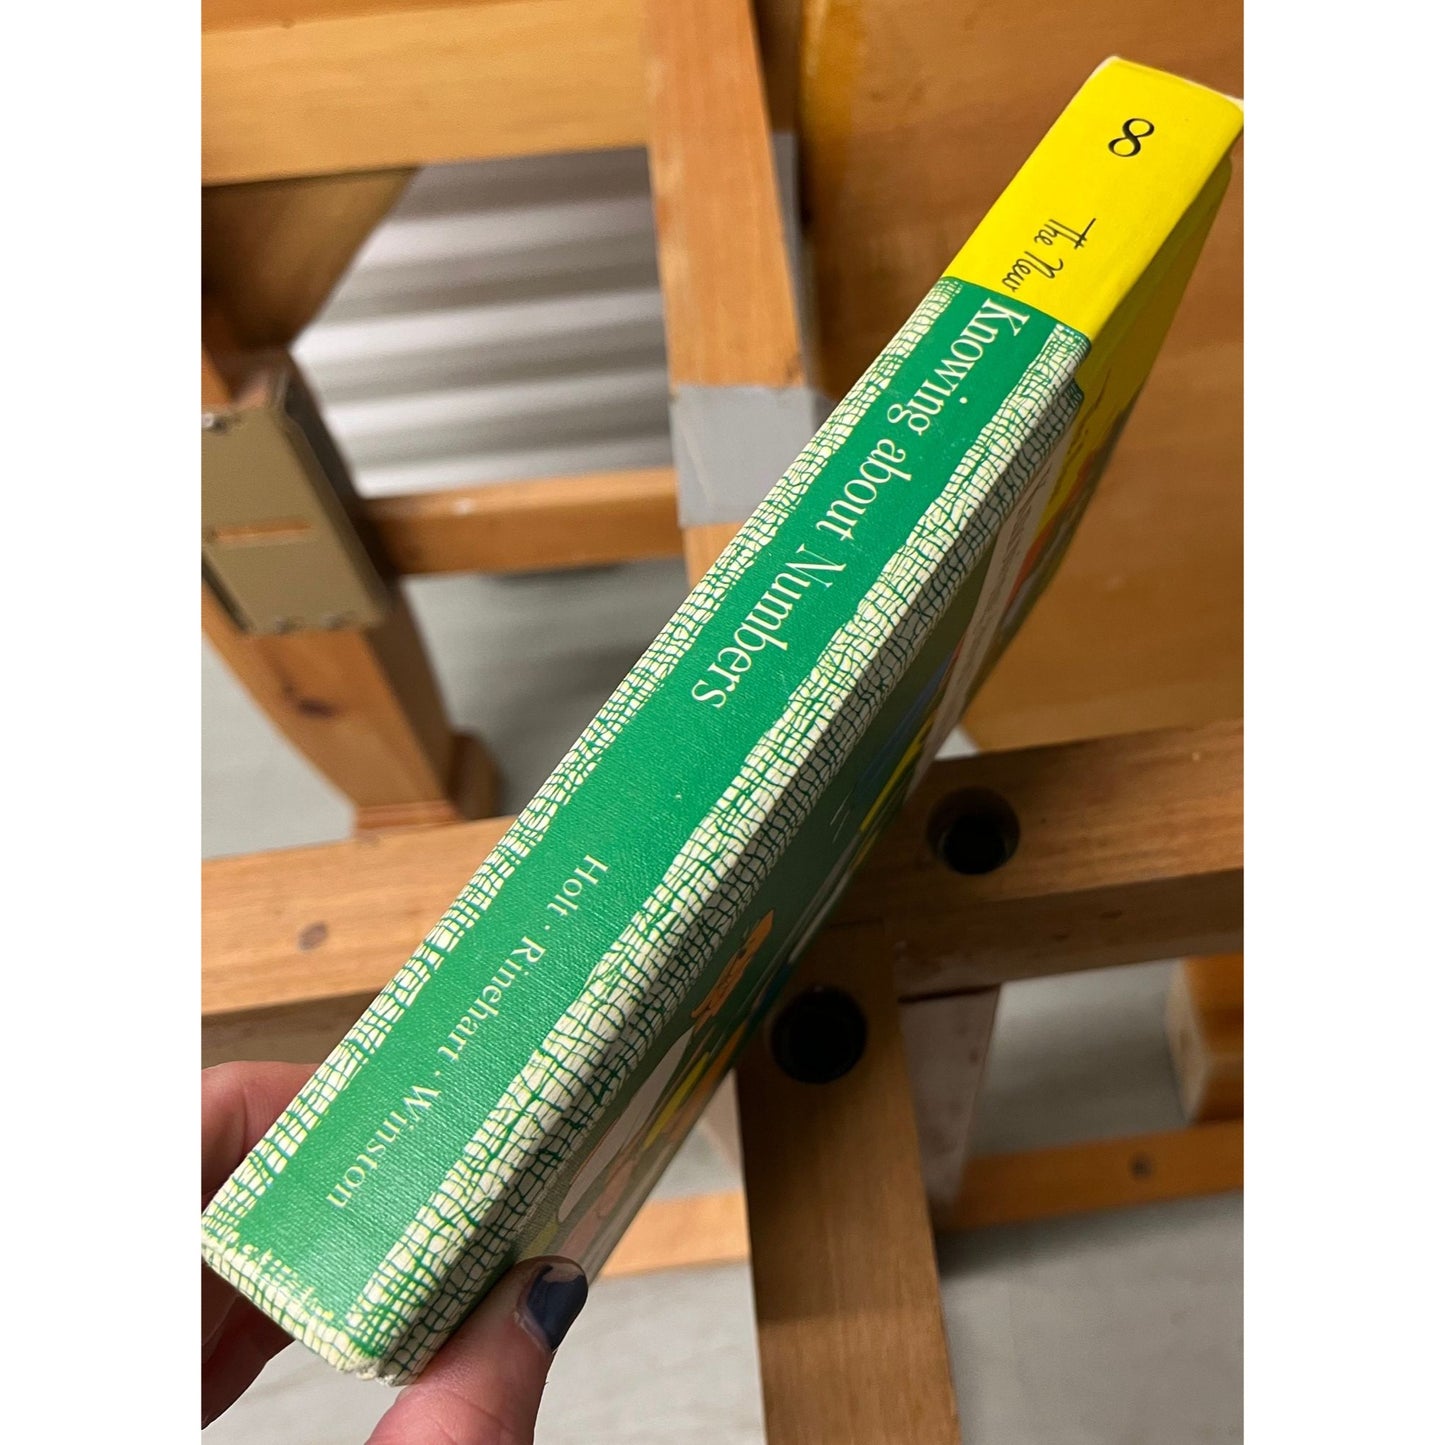 8
The New
Knowing about Numbers
Holt · Rinehart · Winston